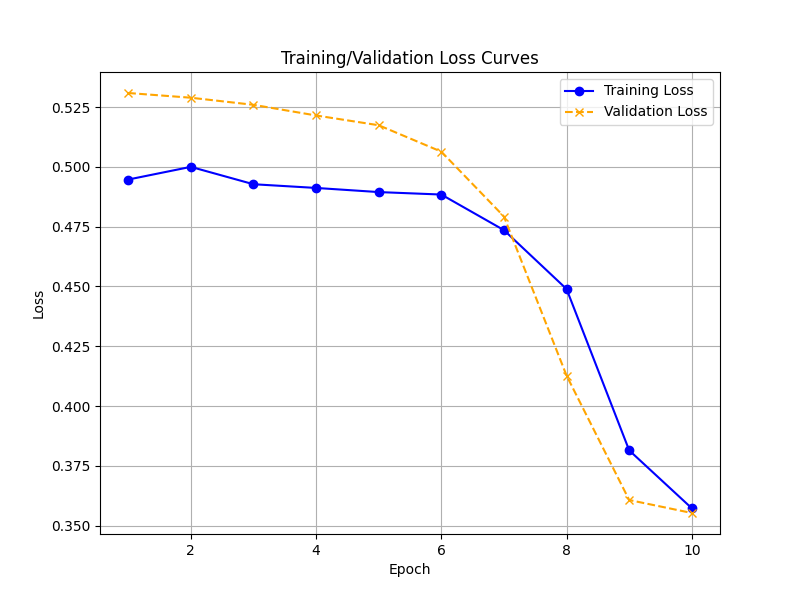 Training/Validation Loss Curves
Training Loss
Validation Loss
0.525
0.500
0.475
0.450
0.425
0.400
0.375
0.350
Loss
2 4 6 8 10
Epoch